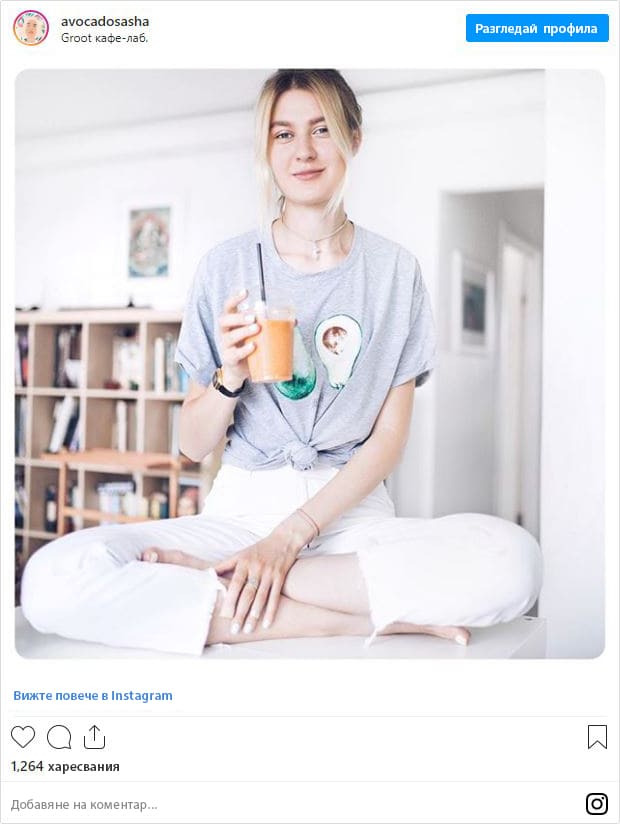 avocadosasha
Groot кафе-лаб.
Разгледай профила
Вижте повече в Instagram
1,264 харесвания
Добавяне на коментар...